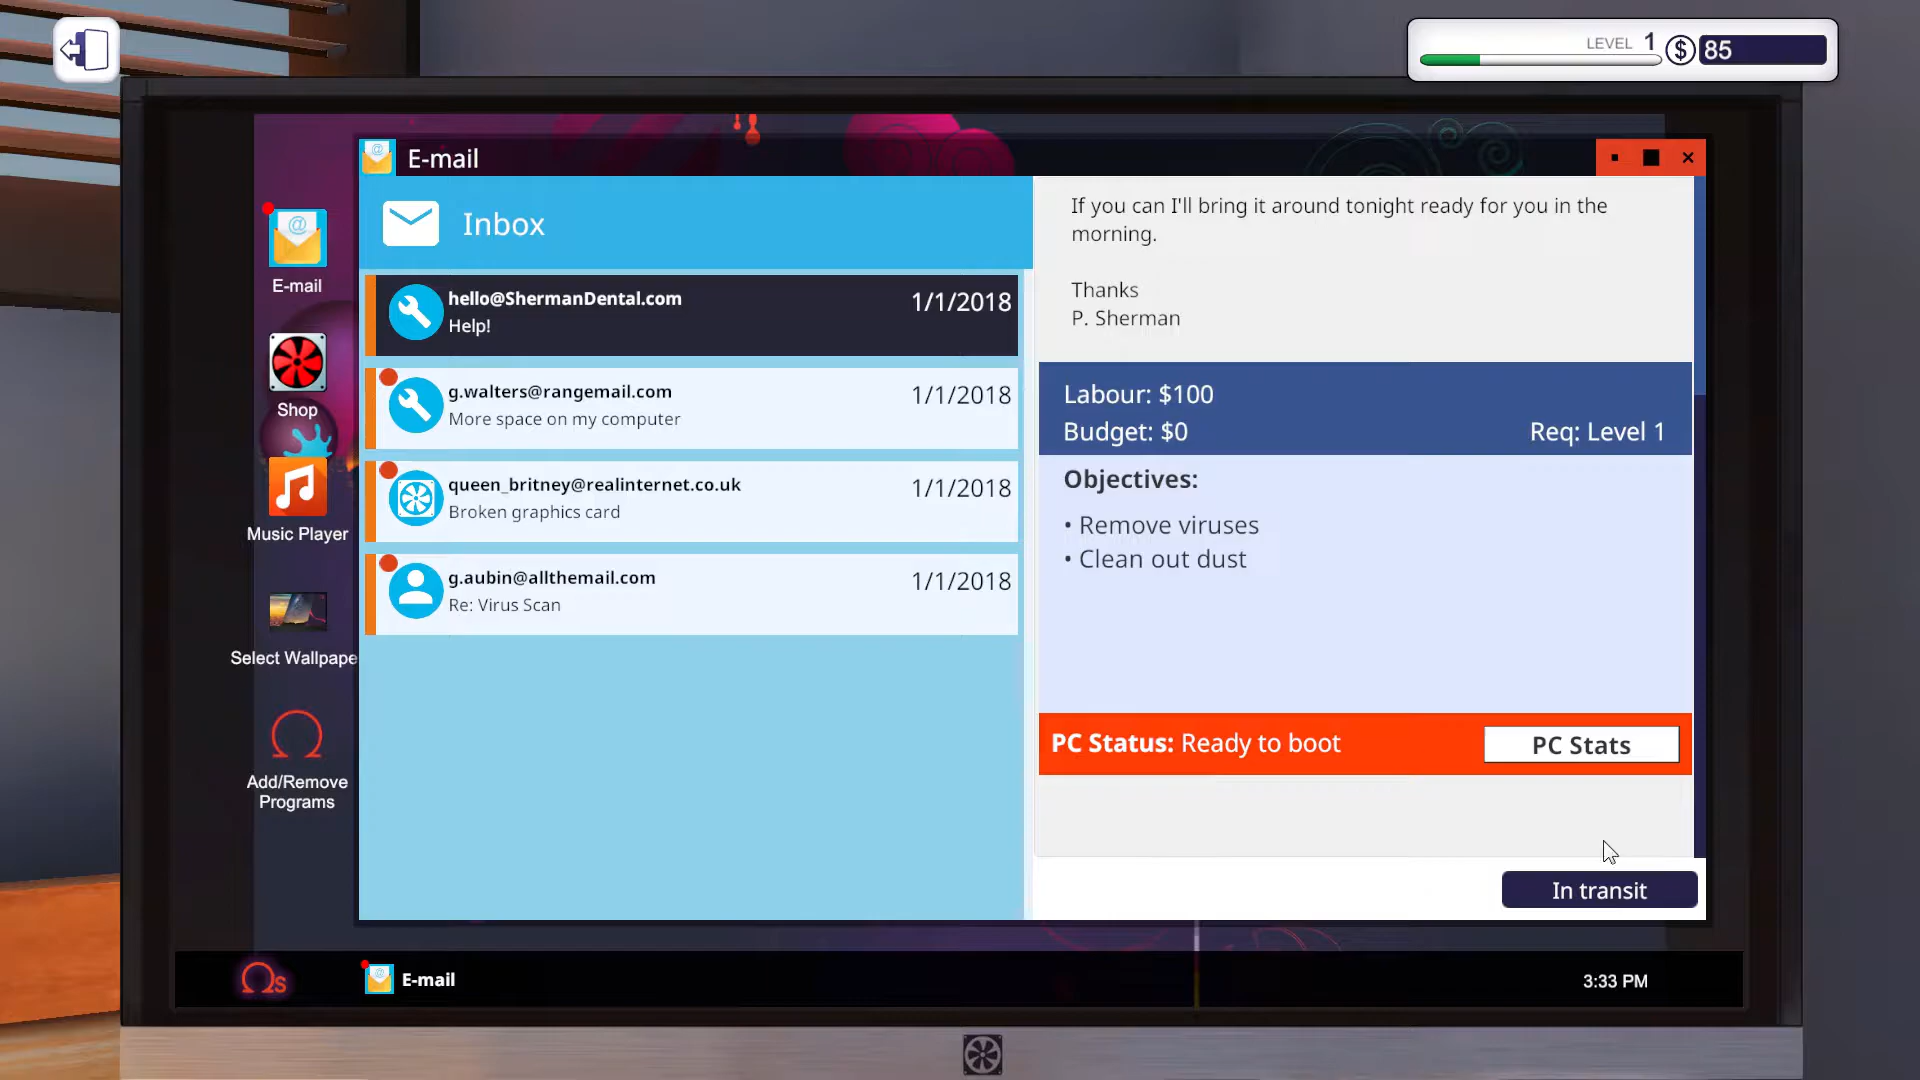 LEVEL 1
$ 85
E-mail
Inbox
hello@ShermanDental.com
1/1/2018
Help!
g.walters@rangemail.com
1/1/2018
More space on my computer
queen_britney@realinternet.co.uk
1/1/2018
Broken graphics card
g.aubin@allthemail.com
1/1/2018
Re: Virus Scan
If you can I'll bring it around tonight ready for you in the
morning.
Thanks
P. Sherman
Labour: $100
Budget: $0
Req: Level 1
Objectives:
• Remove viruses
• Clean out dust
PC Status: Ready to boot
PC Stats
In transit
E-mail
Shop
Music Player
Select Wallpape
Add/Remove
Programs
Ωs
E-mail
3:33 PM